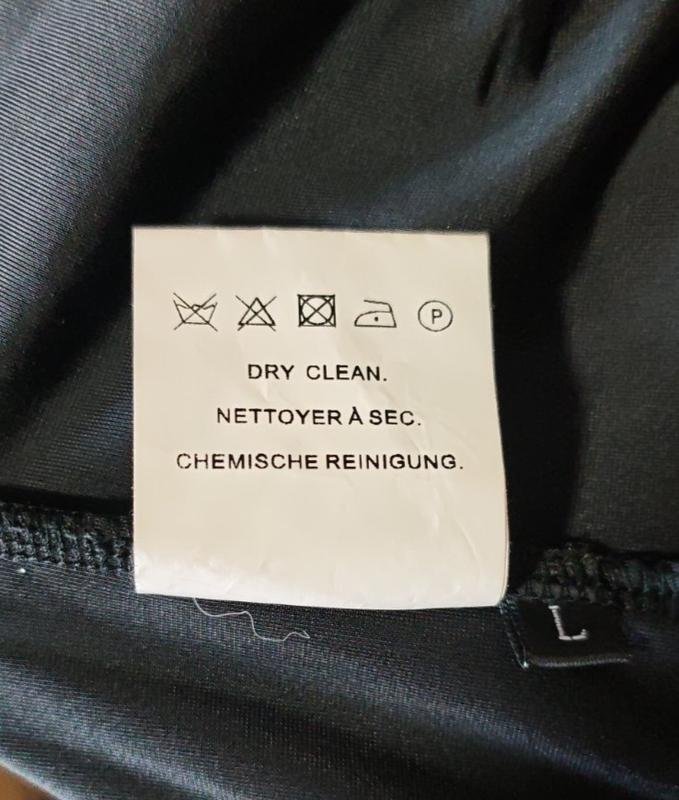 P
DRY CLEAN.
NETTOYER À SEC.
CHEMISCHE REINIGUNG.
L